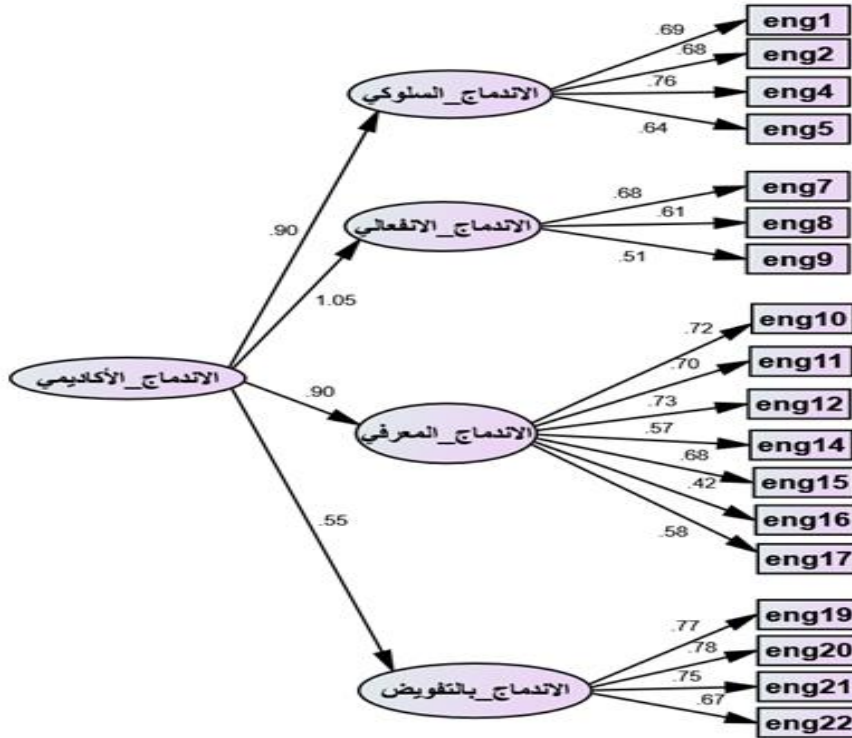 .69
eng1
.68
eng2
.76
eng4
.64
eng5
الاندماج_السلوكي
.90
.68
eng7
.61
eng8
.51
eng9
الاندماج_الانفعالي
1.05
الاندماج_الأكاديمي
.90
.72
eng10
.70
eng11
.73
eng12
.57
eng14
.68
eng15
.42
eng16
.58
eng17
الاندماج_المعرفي
.55
.77
eng19
.78
eng20
.75
eng21
.67
eng22
الاندماج_بالتفويض